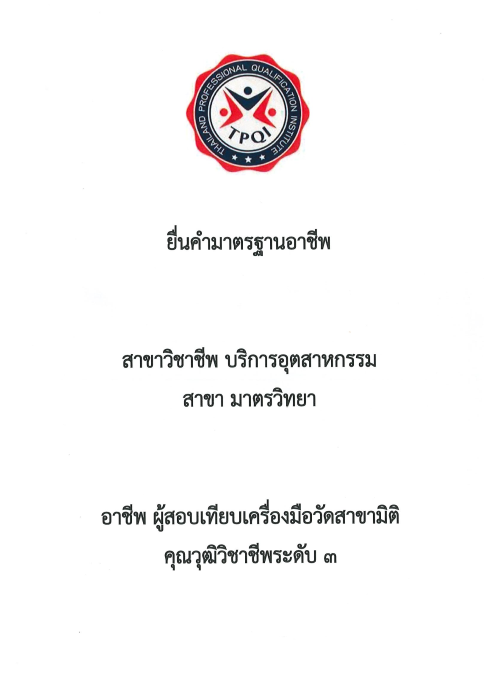 THAILAND PROFESSIONAL QUALIFICATION INSTITUTE
TPQI
ยื่นคำมาตรฐานอาชีพ
สาขาวิชาชีพ บริการอุตสาหกรรม
สาขา มาตรวิทยา
อาชีพ ผู้สอบเทียบเครื่องมือวัดสาขามิติ
คุณวุฒิวิชาชีพระดับ ๓